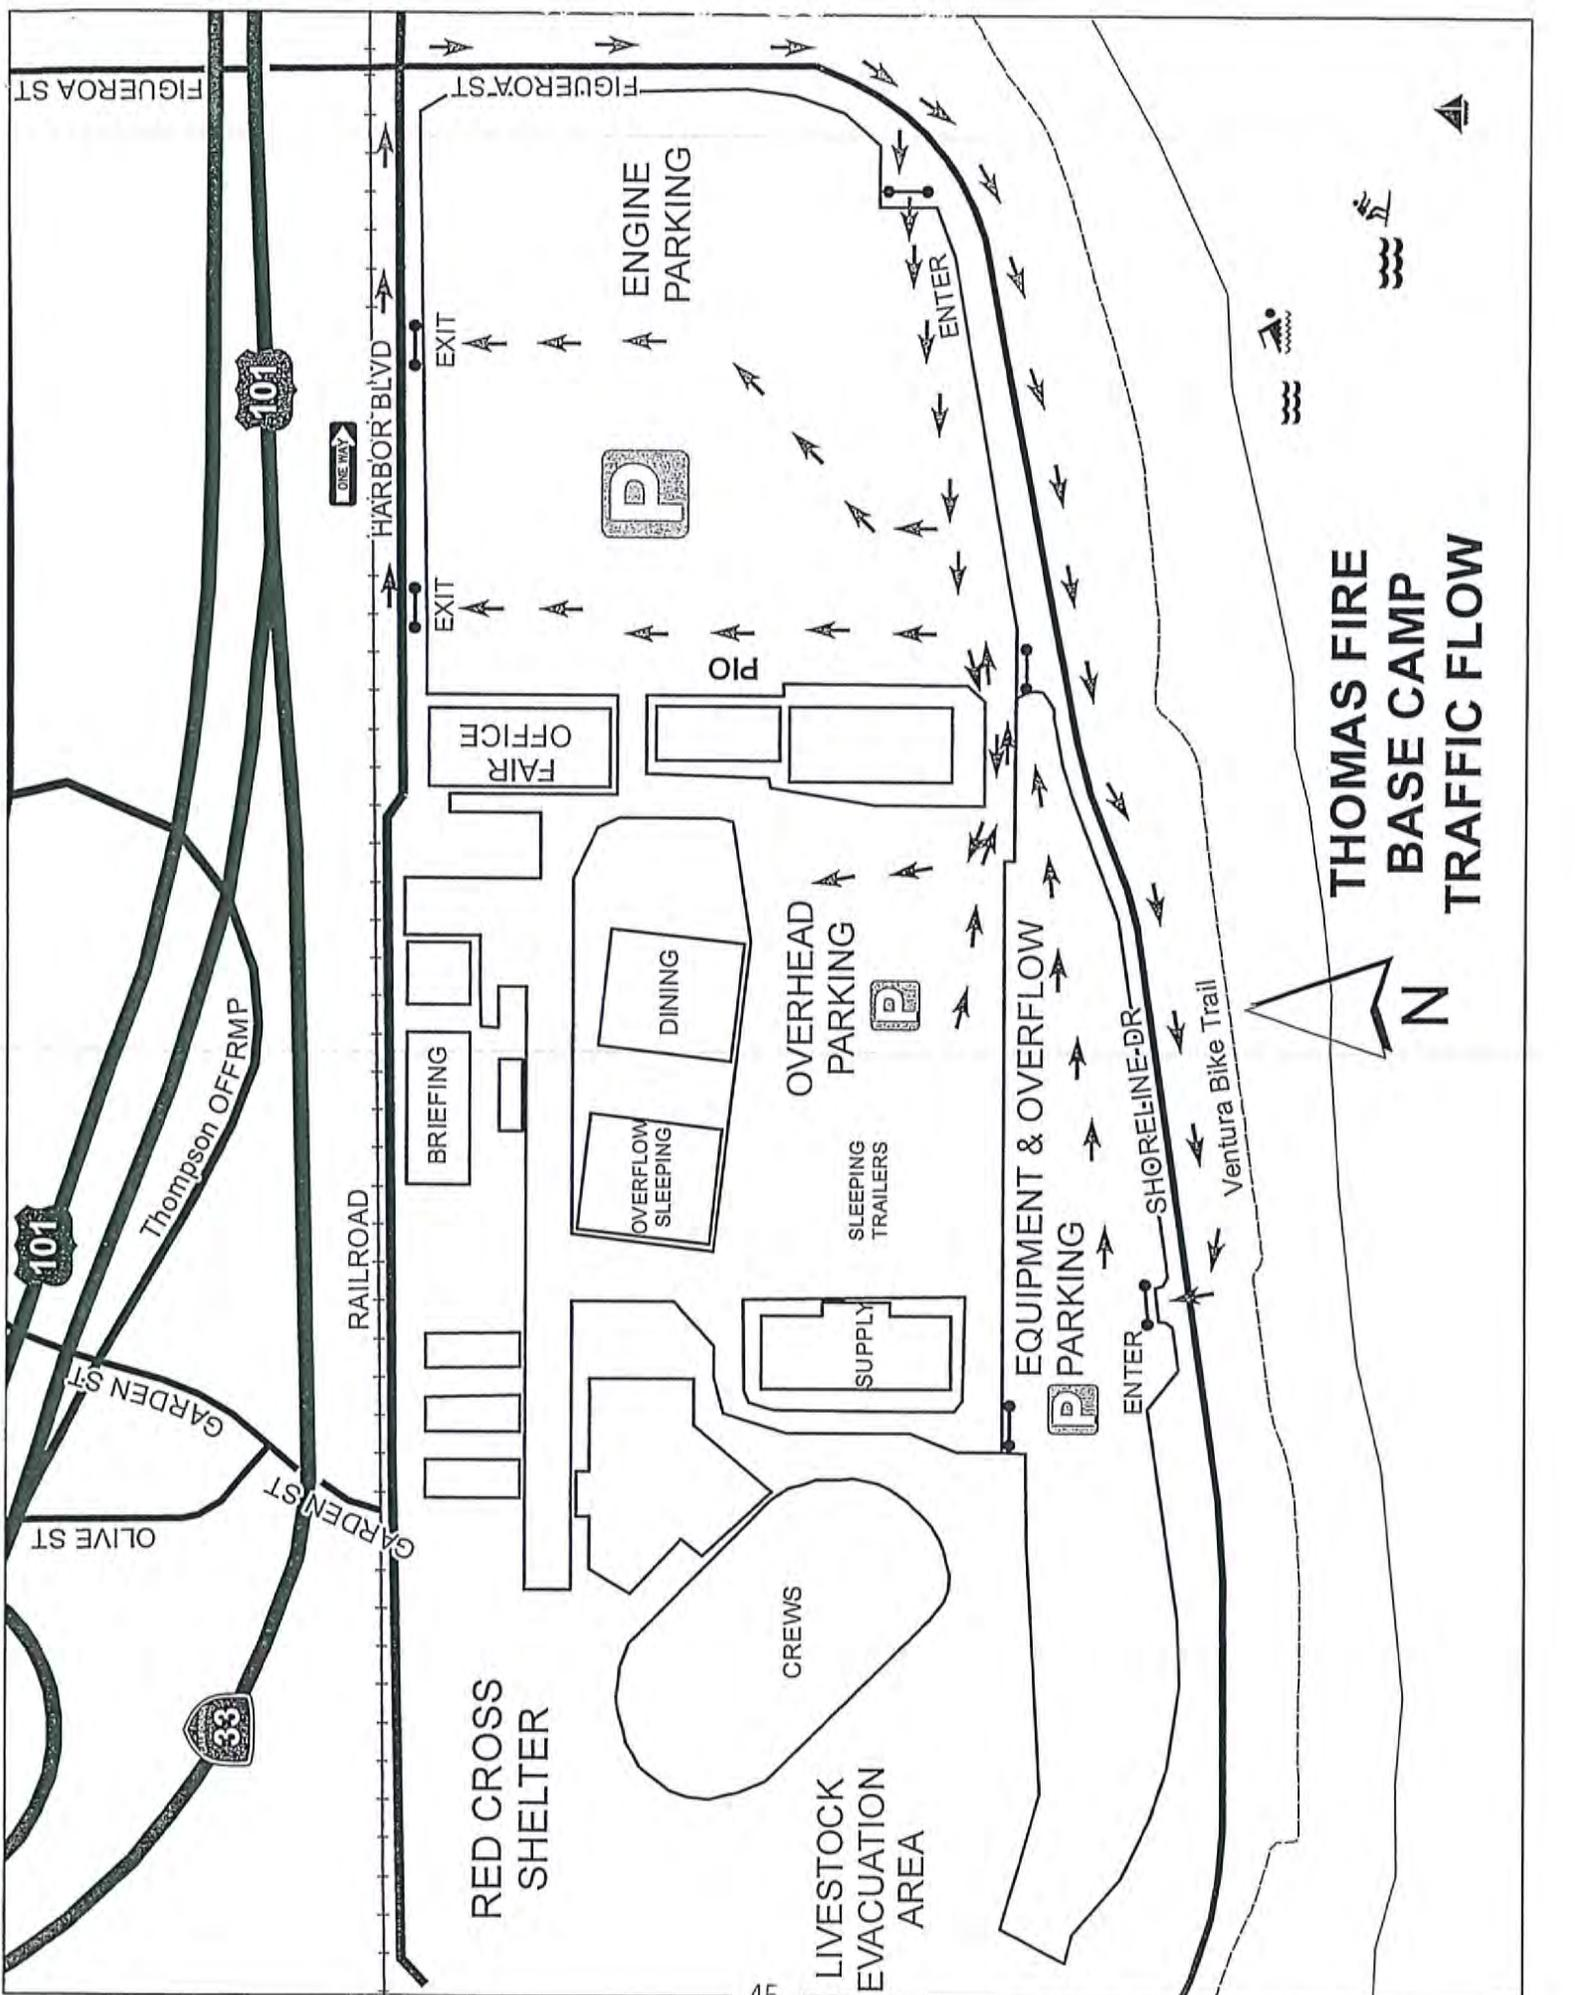 THOMAS FIRE
BASE CAMP
TRAFFIC FLOW
N
FIGUEROA ST
FIGUEROA ST
101
101
33
ONE WAY
HARBOR BLVD
EXIT
EXIT
ENGINE
PARKING
P
ENTER
PIO
FAIR
OFFICE
Thompson OFFRMP
RAILROAD
GARDEN ST
GARDEN ST
GARDEN ST
OLIVE ST
BRIEFING
DINING
OVERFLOW
SLEEPING
OVERHEAD
PARKING
P
SLEEPING
TRAILERS
SUPPLY
EQUIPMENT & OVERFLOW
PARKING
P
ENTER
SHORELINE DR
Ventura Bike Trail
CREWS
RED CROSS
SHELTER
LIVESTOCK
EVACUATION
AREA